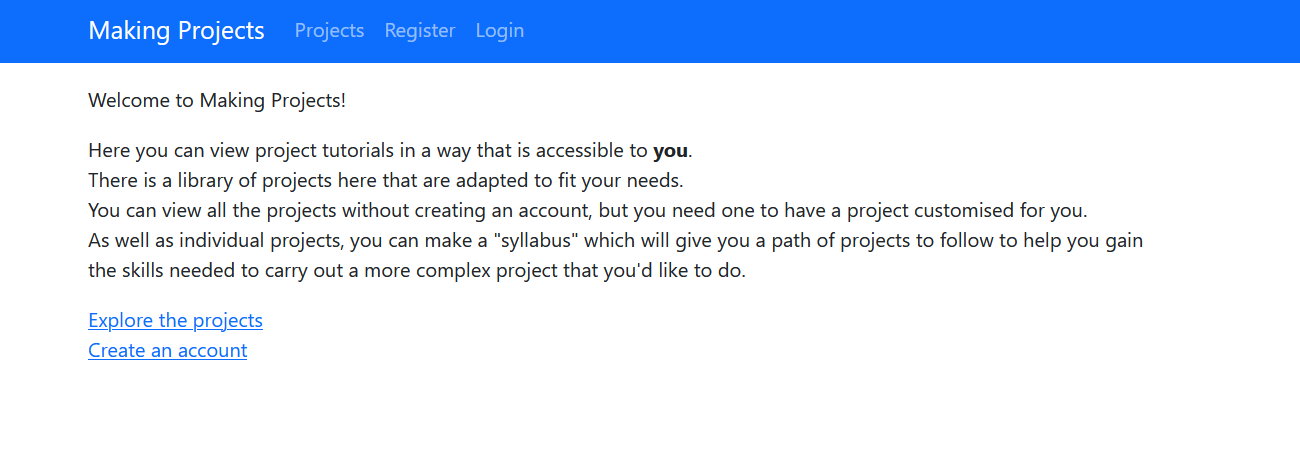 Making Projects Projects Register Login
Welcome to Making Projects!
Here you can view project tutorials in a way that is accessible to you.
There is a library of projects here that are adapted to fit your needs.
You can view all the projects without creating an account, but you need one to have a project customised for you.
As well as individual projects, you can make a "syllabus" which will give you a path of projects to follow to help you gain
the skills needed to carry out a more complex project that you'd like to do.
Explore the projects
Create an account